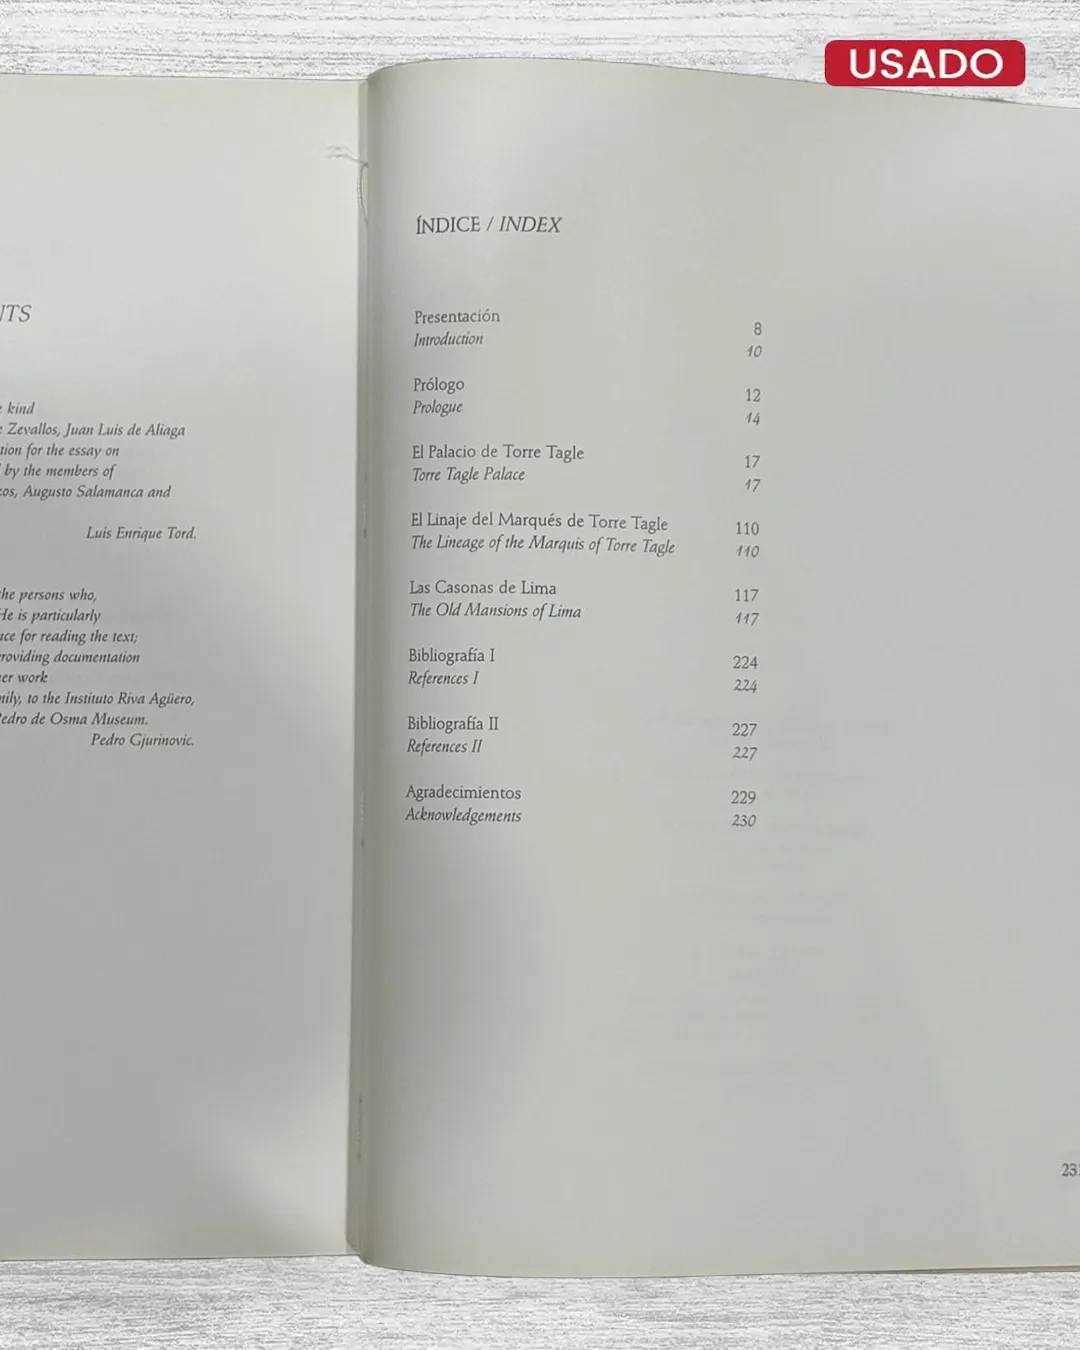 USADO
NTS
kind
Zevallos, Juan Luis de Aliaga
tion for the essay on
by the members of
cos, Augusto Salamanca and
Luis Enrique Tord.
the persons who,
He is particularly
nce for reading the text;
providing documentation
her work
mily, to the Instituto Riva Agüero,
Pedro de Osma Museum.
Pedro Gjurinovic.
ÍNDICE / INDEX
Presentación 8
Introduction 10
Prólogo 12
Prologue 14
El Palacio de Torre Tagle 17
Torre Tagle Palace 17
El Linaje del Marqués de Torre Tagle 110
The Lineage of the Marquis of Torre Tagle 110
Las Casonas de Lima 117
The Old Mansions of Lima 117
Bibliografía I 224
References I 224
Bibliografía II 227
References II 227
Agradecimientos 229
Acknowledgements 230